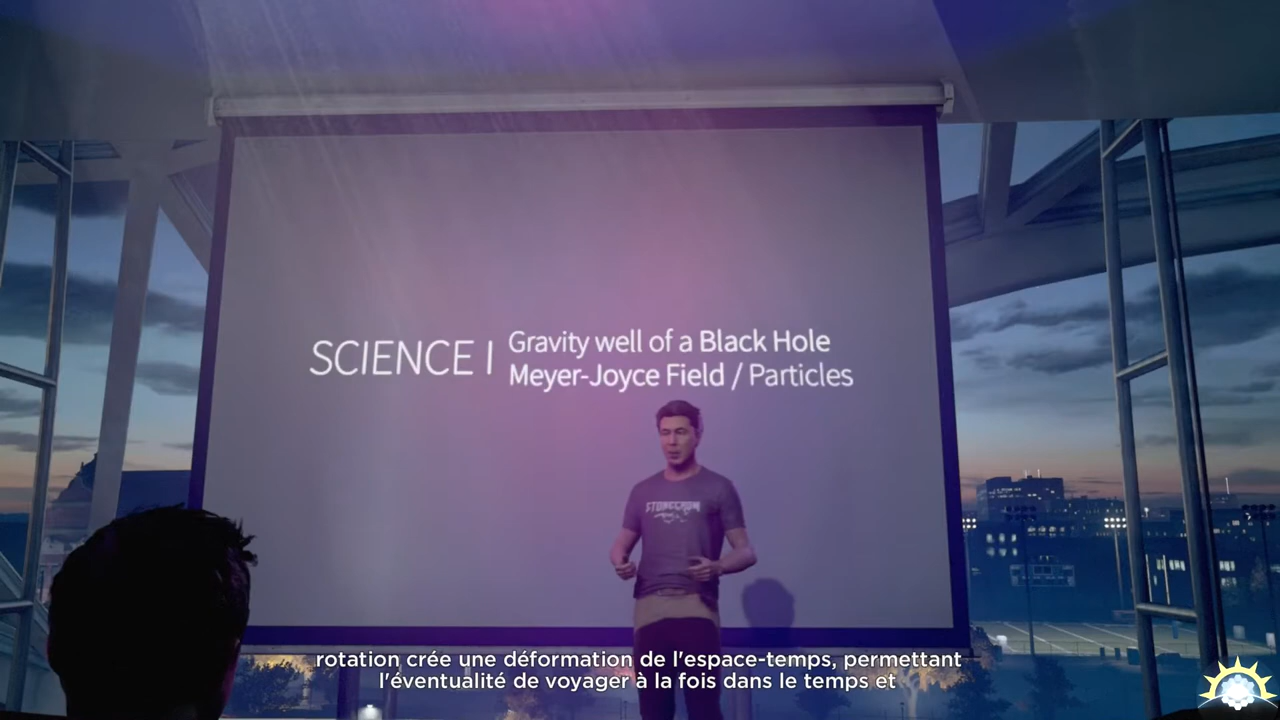 SCIENCE |
Gravity well of a Black Hole
Meyer-Joyce Field / Particles
rotation crée une déformation de l'espace-temps, permettant
l'éventualité de voyager à la fois dans le temps et